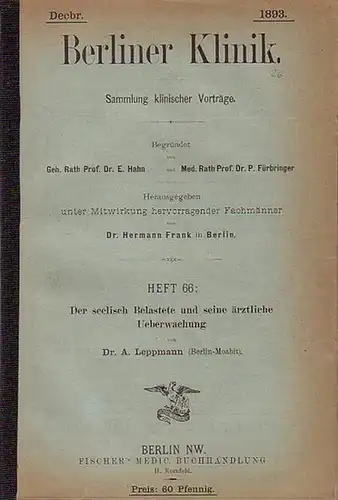 Decbr. 1893.
Berliner Klinik.
Sammlung klinischer Vorträge.
Begründet
von
Geh. Rath Prof. Dr. E. Hahn und Med. Rath Prof. Dr. P. Fürbringer
Herausgegeben
unter Mitwirkung hervorragender Fachmänner
von
Dr. Hermann Frank in Berlin.
HEFT 66:
Der seelisch Belastete und seine ärztliche
Ueberwachung
von
Dr. A. Leppmann (Berlin-Moabit).
BERLIN NW.
FISCHER'S MEDIC. BUCHHANDLUNG
H. Kornfeld.
Preis: 60 Pfennig.